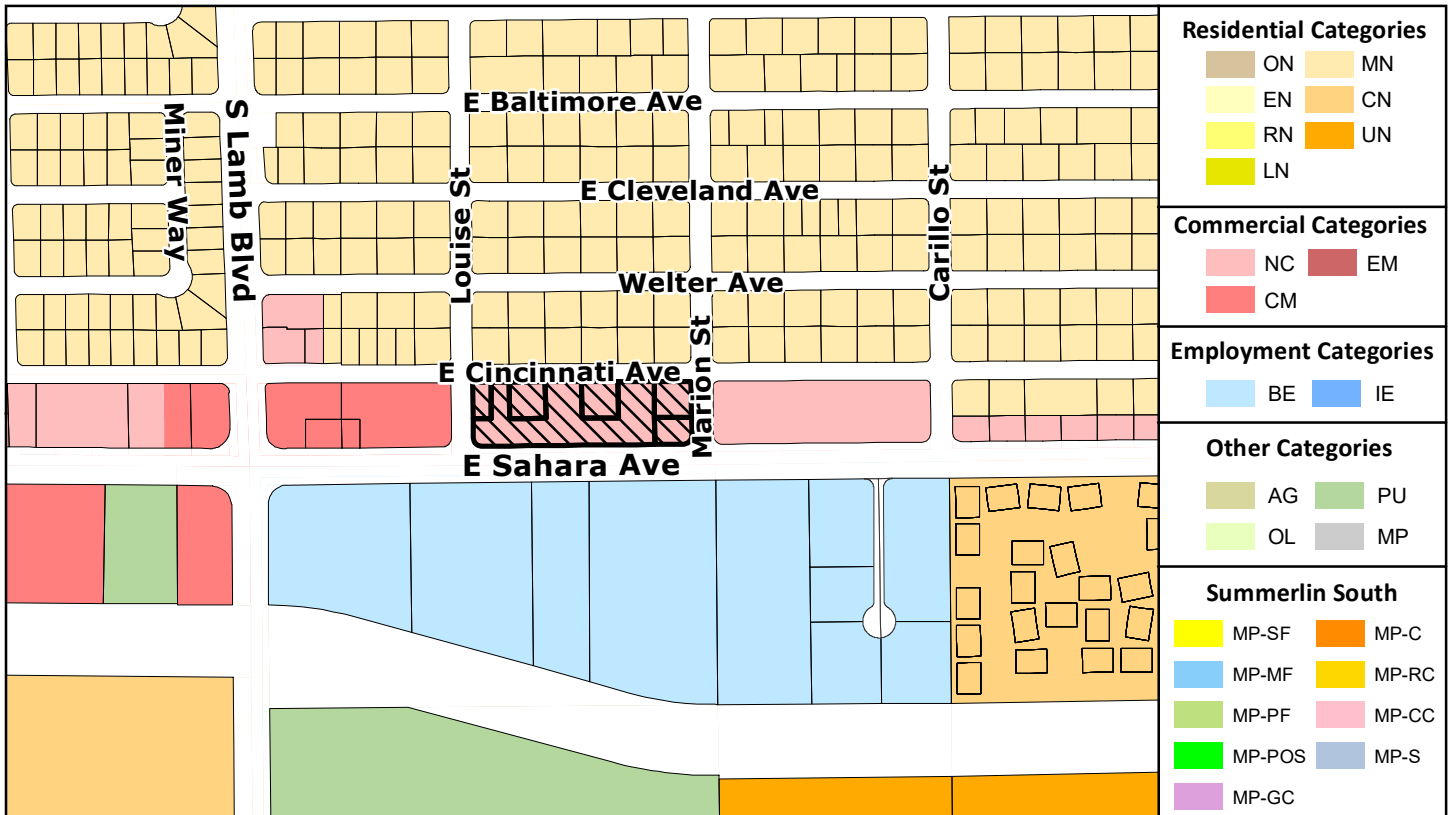 E Baltimore Ave
Miner Way
S Lamb Blvd
E Cleveland Ave
Louise St
Carillo St
Welter Ave
Marion St
E Cincinnati Ave
E Sahara Ave
Residential Categories
ON MN
EN CN
RN UN
LN
Commercial Categories
NC EM
CM
Employment Categories
BE IE
Other Categories
AG PU
OL MP
Summerlin South
MP-SF MP-C
MP-MF MP-RC
MP-PF MP-CC
MP-POS MP-S
MP-GC